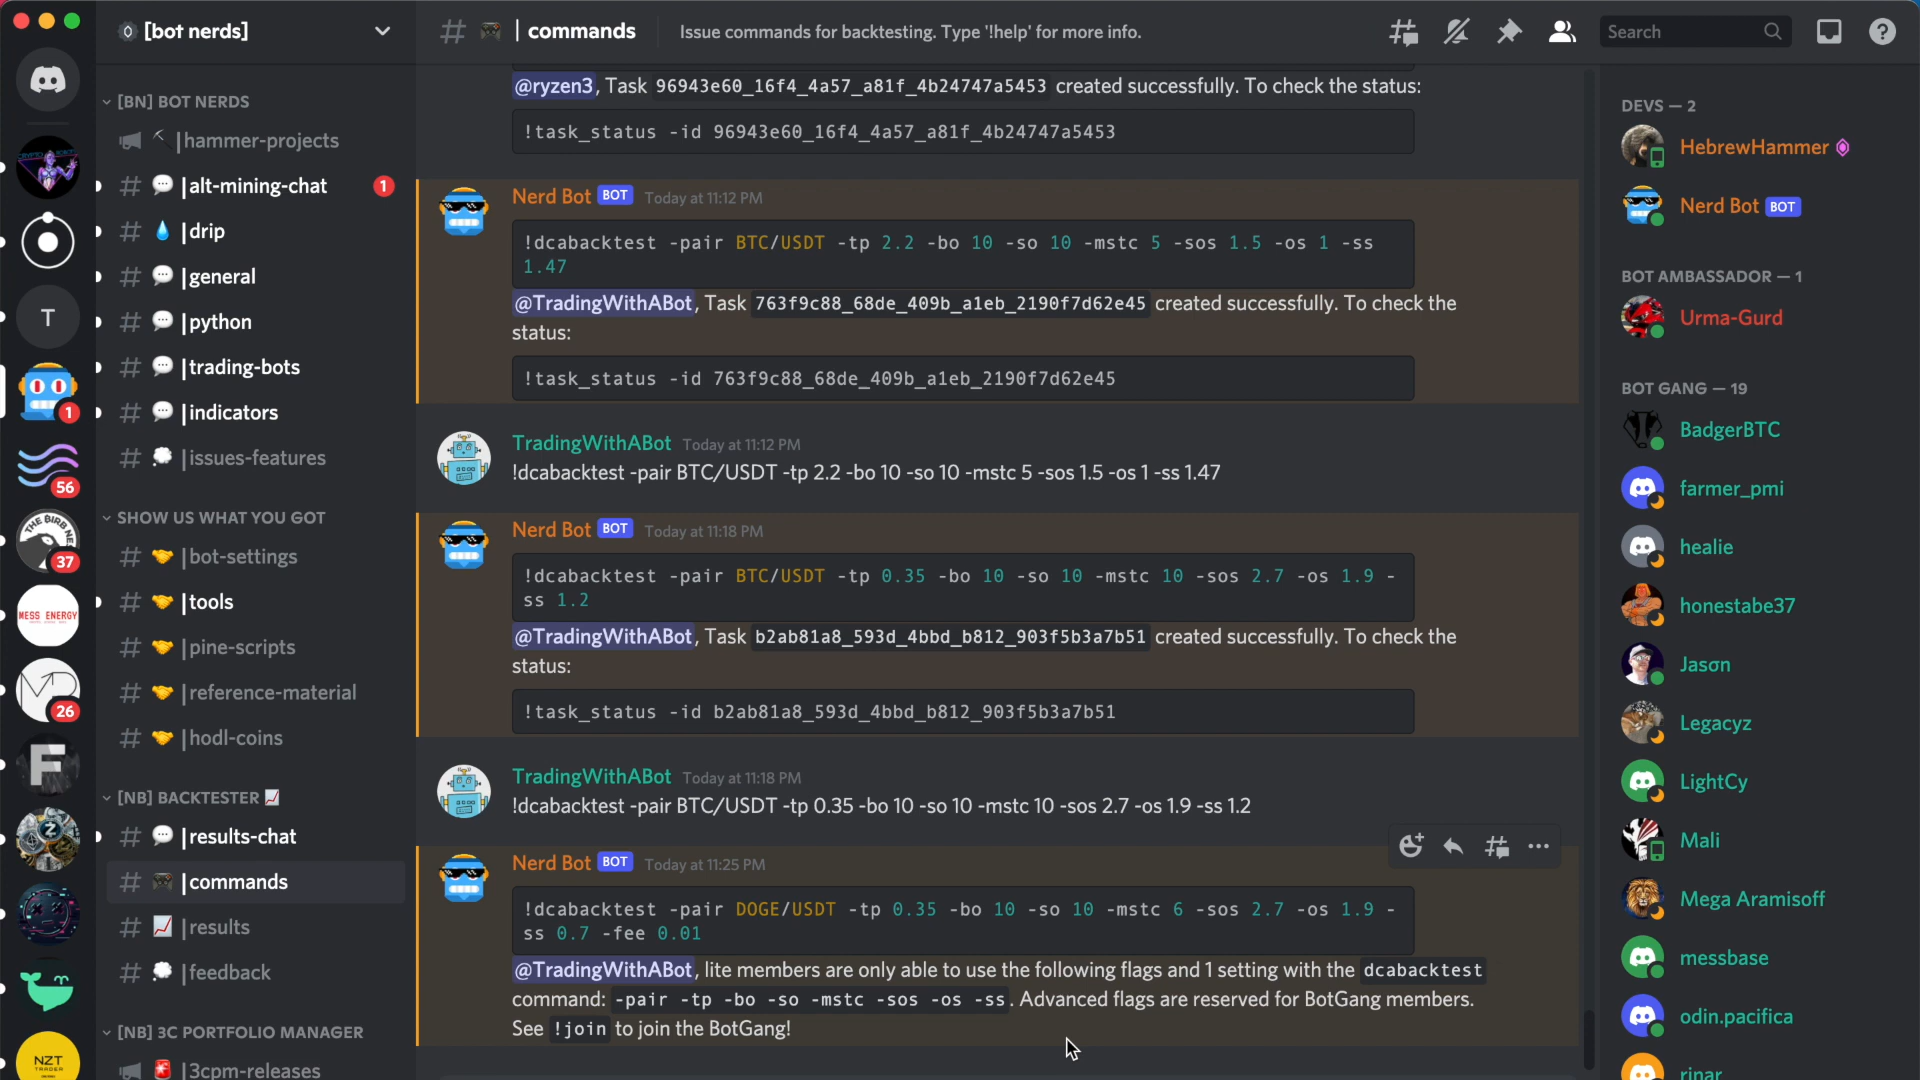 [bot nerds]
| commands
Issue commands for backtesting. Type '!help' for more info.
Search
T
1
56
37
MESS ENERGY
26
F
NZT
TRADER
[BN] BOT NERDS
|hammer-projects
|alt-mining-chat
1
|drip
|general
|python
|trading-bots
|indicators
|issues-features
SHOW US WHAT YOU GOT
|bot-settings
|tools
|pine-scripts
|reference-material
|hodl-coins
[NB] BACKTESTER
|results-chat
|commands
|results
|feedback
[NB] 3C PORTFOLIO MANAGER
|3cpm-releases
@ryzen3, Task 96943e60_16f4_4a57_a81f_4b24747a5453 created successfully. To check the status:
!task_status -id 96943e60_16f4_4a57_a81f_4b24747a5453
Nerd Bot BOT Today at 11:12 PM
!dcabacktest -pair BTC/USDT -tp 2.2 -bo 10 -so 10 -mstc 5 -sos 1.5 -os 1 -ss
1.47
@TradingWithABot, Task 763f9c88_68de_409b_a1eb_2190f7d62e45 created successfully. To check the
status:
!task_status -id 763f9c88_68de_409b_a1eb_2190f7d62e45
TradingWithABot Today at 11:12 PM
!dcabacktest -pair BTC/USDT -tp 2.2 -bo 10 -so 10 -mstc 5 -sos 1.5 -os 1 -ss 1.47
Nerd Bot BOT Today at 11:18 PM
!dcabacktest -pair BTC/USDT -tp 0.35 -bo 10 -so 10 -mstc 10 -sos 2.7 -os 1.9 -
ss 1.2
@TradingWithABot, Task b2ab81a8_593d_4bbd_b812_903f5b3a7b51 created successfully. To check the
status:
!task_status -id b2ab81a8_593d_4bbd_b812_903f5b3a7b51
TradingWithABot Today at 11:18 PM
!dcabacktest -pair BTC/USDT -tp 0.35 -bo 10 -so 10 -mstc 10 -sos 2.7 -os 1.9 -ss 1.2
Nerd Bot BOT Today at 11:25 PM
!dcabacktest -pair DOGE/USDT -tp 0.35 -bo 10 -so 10 -mstc 6 -sos 2.7 -os 1.9 -
ss 0.7 -fee 0.01
@TradingWithABot, lite members are only able to use the following flags and 1 setting with the dcabacktest
command: -pair -tp -bo -so -mstc -sos -os -ss. Advanced flags are reserved for BotGang members.
See !join to join the BotGang!
DEVS — 2
HebrewHammer
Nerd Bot BOT
BOT AMBASSADOR — 1
Urma-Gurd
BOT GANG — 19
BadgerBTC
farmer_pmi
healie
honestabe37
Jason
Legacyz
LightCy
Mali
Mega Aramisoff
messbase
odin.pacifica
rinar